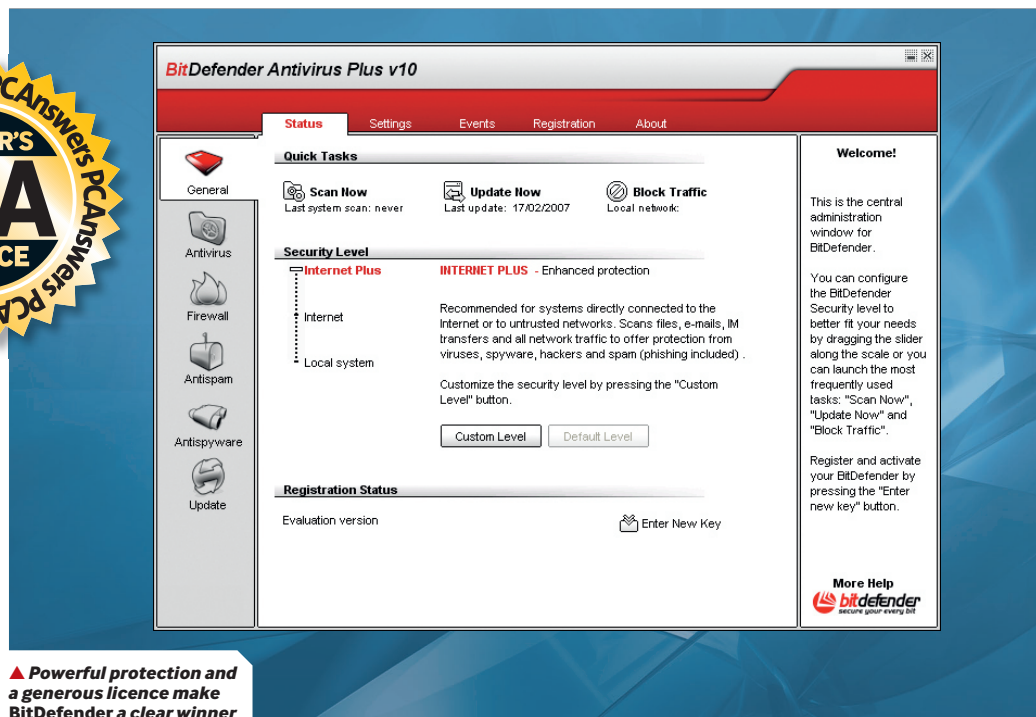 PCAnswers PCAnswers PCA
R'S
A
CE
BitDefender Antivirus Plus v10
Status
Settings
Events
Registration
About
General
Antivirus
Firewall
Antispam
Antispyware
Update
Quick Tasks
Scan Now
Last system scan: never
Update Now
Last update: 17/02/2007
Block Traffic
Local network:
Security Level
Internet Plus
Internet
Local system
INTERNET PLUS - Enhanced protection
Recommended for systems directly connected to the
Internet or to untrusted networks. Scans files, e-mails, IM
transfers and all network traffic to offer protection from
viruses, spyware, hackers and spam (phishing included) .
Customize the security level by pressing the "Custom
Level" button.
Custom Level
Default Level
Registration Status
Evaluation version
Enter New Key
Welcome!
This is the central
administration
window for
BitDefender.
You can configure
the BitDefender
Security level to
better fit your needs
by dragging the slider
along the scale or you
can launch the most
frequently used
tasks: "Scan Now",
"Update Now" and
"Block Traffic".
Register and activate
your BitDefender by
pressing the "Enter
new key" button.
More Help
bitdefender
secure your every bit
▲ Powerful protection and
a generous licence make
BitDefender a clear winner